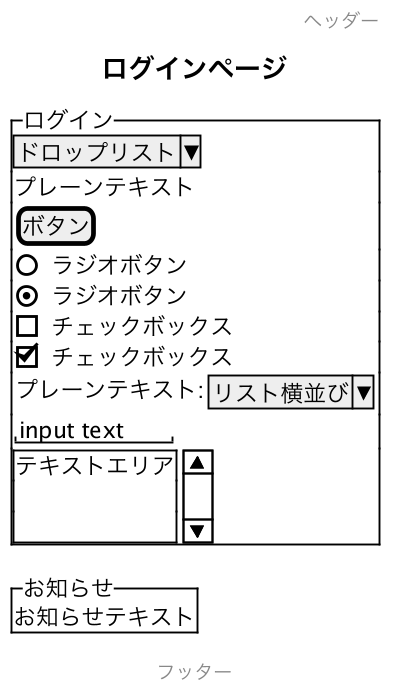 ヘッダー
ログインページ
ログイン
ドロップリスト
プレーンテキスト
ボタン
ラジオボタン
ラジオボタン
チェックボックス
チェックボックス
プレーンテキスト: リスト横並び
input text
テキストエリア
お知らせ
お知らせテキスト
フッター